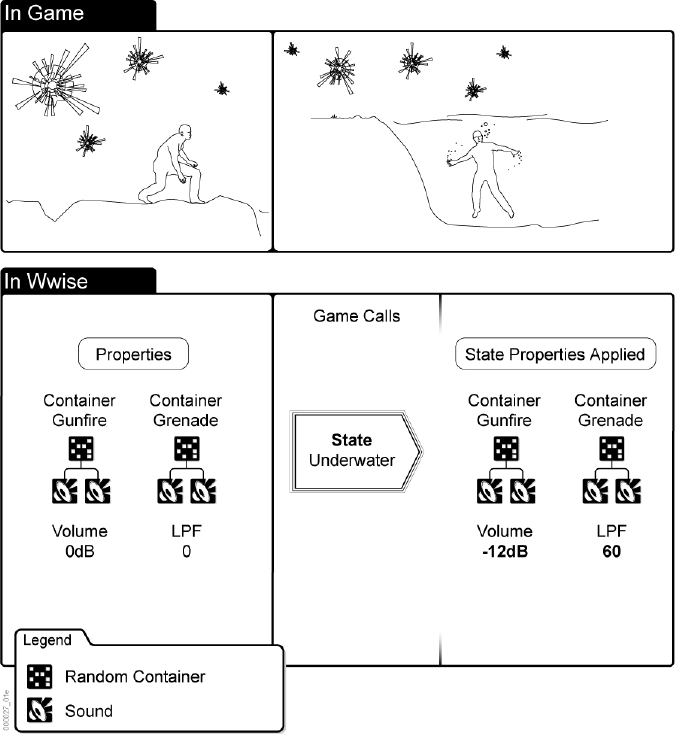 In Game
In Wwise
Game Calls
Properties
State Properties Applied
Container Container
Gunfire Grenade
Container Container
Gunfire Grenade
State
Underwater
Volume LPF
0dB 0
Volume LPF
-12dB 60
Legend
Random Container
Sound
000027_01e